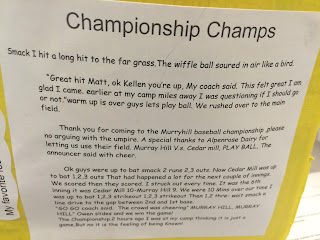 Championship Champs
Smack I hit a long hit to the far grass.The wiffle ball soured in air like a bird.
"Great hit Matt, ok Kellen you're up, My coach said. This felt great I am
glad I came. earlier at my camp miles away I was questioning if I should go
or not."warm up is over guys lets play ball. We rushed over to the main
field.
Thank you for coming to the Murryhill baseball championship .please
no arguing with the umpire. A special thanks to Alpenrose Dairy for
letting us use their field. Murray Hill V.s. Cedar mill, PLAY BALL. The
announcer said with cheer.
Ok guys were up to bat smack 2 runs 2,3 outs. Now Cedar Mill was up
to bat 1,2,3 outs That had happened a lot for the next couple of innings.
We scored than they scored. I struck out every time. It was the 6th
inning it was Cedar Mill 10-Murray Hill 9. We were 10 Mins over our time I
was up to bat 1,2,3 strikeout 1,2,3 strikeout Than 1,2 thre- wait smack a
line drive to the gap between 2nd and 1st base.
"GO GO coach said. The crowd was cheering" MURRAY HILL, MURRAY
HILL" Owen slides and we win the game!
The Championship.2 hours ago I was at my camp thinking it is just a
game.But no it is the feeling of being known!
My favorite